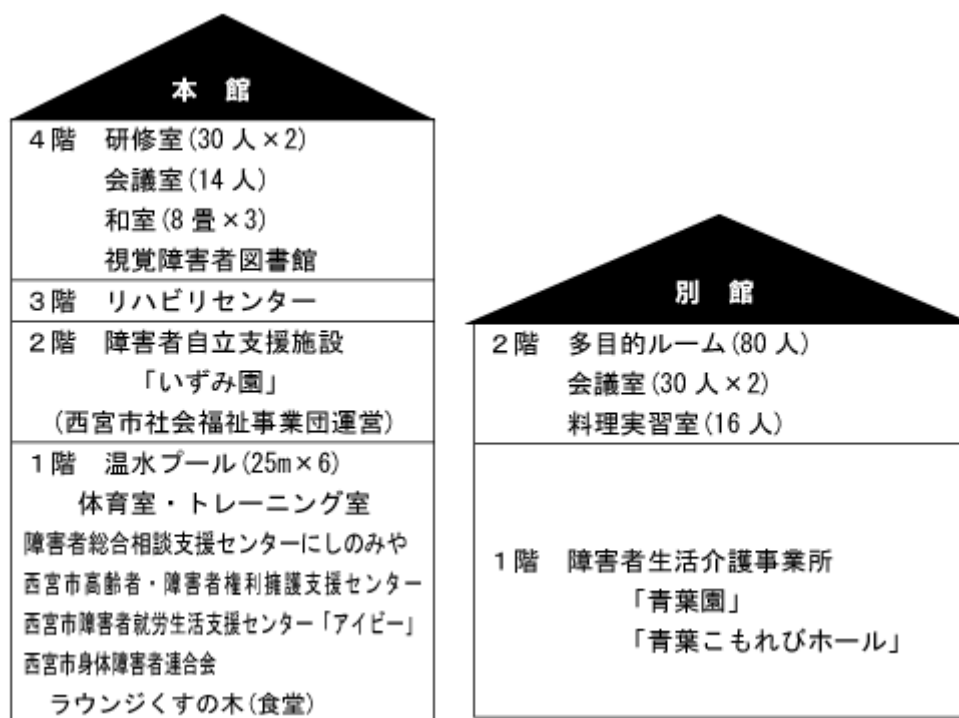 本 館
4階 研修室(30 人×2)
会議室(14 人)
和室(8 畳×3)
視覚障害者図書館
3階 リハビリセンター
2階 障害者自立支援施設
「いずみ園」
(西宮市社会福祉事業団運営)
1階 温水プール(25m×6)
体育室・トレーニング室
障害者総合相談支援センターにしのみや
西宮市高齢者・障害者権利擁護支援センター
西宮市障害者就労生活支援センター「アイビー」
西宮市身体障害者連合会
ラウンジくすの木(食堂)
別 館
2階 多目的ルーム(80 人)
会議室(30 人×2)
料理実習室(16 人)
1階 障害者生活介護事業所
「青葉園」
「青葉こもれびホール」